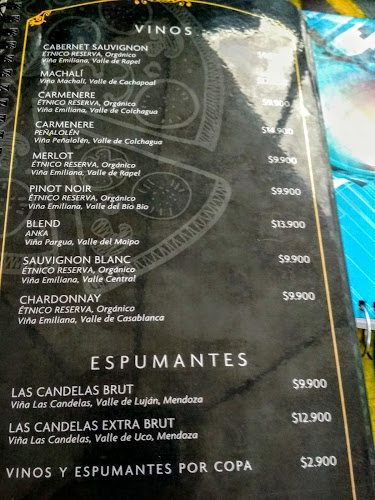 VINOS
CABERNET SAUVIGNON
ÉTNICO RESERVA, Orgánico
Viña Emiliana, Valle de Rapel
MACHALÍ
Viña Machalí, Valle de Cachapoal
CARMENERE $9.900
ÉTNICO RESERVA, Orgánico
Viña Emiliana, Valle de Colchagua
CARMENERE $14.900
PEÑALOLÉN
Viña Peñalolén, Valle de Colchagua
MERLOT $9.900
ÉTNICO RESERVA, Orgánico
Viña Emiliana, Valle de Rapel
PINOT NOIR $9.900
ÉTNICO RESERVA, Orgánico
Viña Emiliana, Valle del Bío Bío
BLEND $13.900
ANKA
Viña Pargua, Valle del Maipo
SAUVIGNON BLANC $9.900
ÉTNICO RESERVA, Orgánico
Viña Emiliana, Valle Central
CHARDONNAY $9.900
ÉTNICO RESERVA, Orgánico
Viña Emiliana, Valle de Casablanca
ESPUMANTES
LAS CANDELAS BRUT $9.900
Viña Las Candelas, Valle de Luján, Mendoza
LAS CANDELAS EXTRA BRUT $12.900
Viña Las Candelas, Valle de Uco, Mendoza
VINOS Y ESPUMANTES POR COPA $2.900